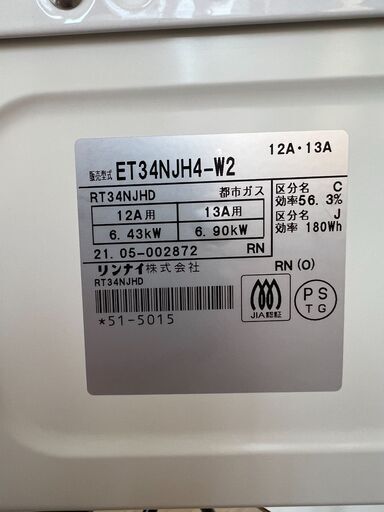 12A・13A
販売型式 ET34NJH4-W2
RT34NJHD 都市ガス
12A用 13A用
6.43kW 6.90kW
区分名 C
効率56.3%
区分名 J
効率 180Wh
21.05-002872 RN
リンナイ株式会社
RT34NJHD
RN(O)
*51-5015
JIA認証
PS
TG